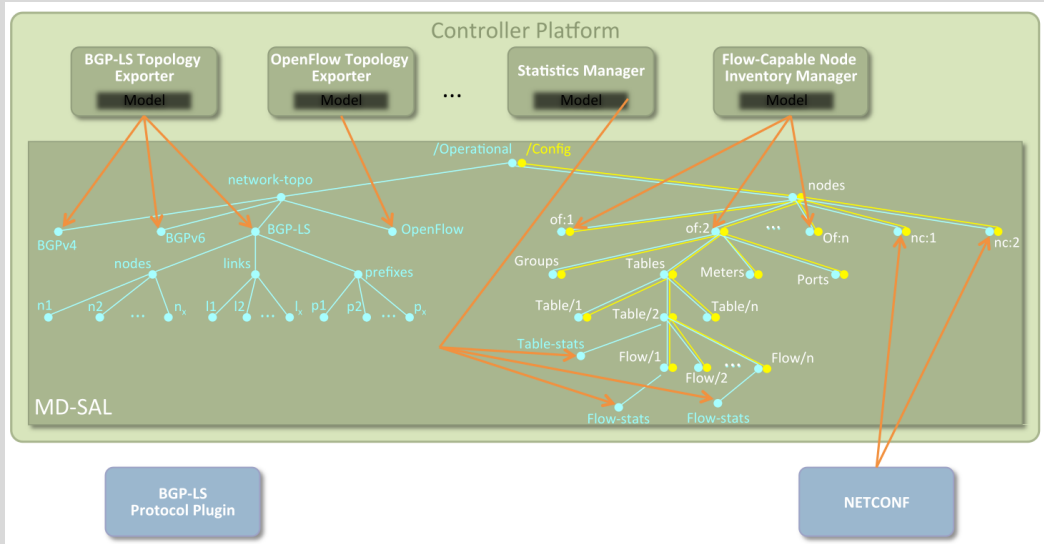 Controller Platform
BGP-LS Topology
Exporter
Model
OpenFlow Topology
Exporter
Model
...
Statistics Manager
Model
Flow-Capable Node
Inventory Manager
Model
/Operational /Config
network-topo
nodes
BGPv4
BGPv6
BGP-LS
OpenFlow
of:1
of:2
...
Of:n
nc:1
nc:2
nodes
links
prefixes
Groups
Tables
Meters
Ports
n1
n2
...
nx
l1
l2
...
lx
p1
p2
...
px
Table/1
Table/2
Table/n
Table-stats
Flow/1
Flow/2
...
Flow/n
Flow-stats
Flow-stats
MD-SAL
BGP-LS
Protocol Plugin
NETCONF